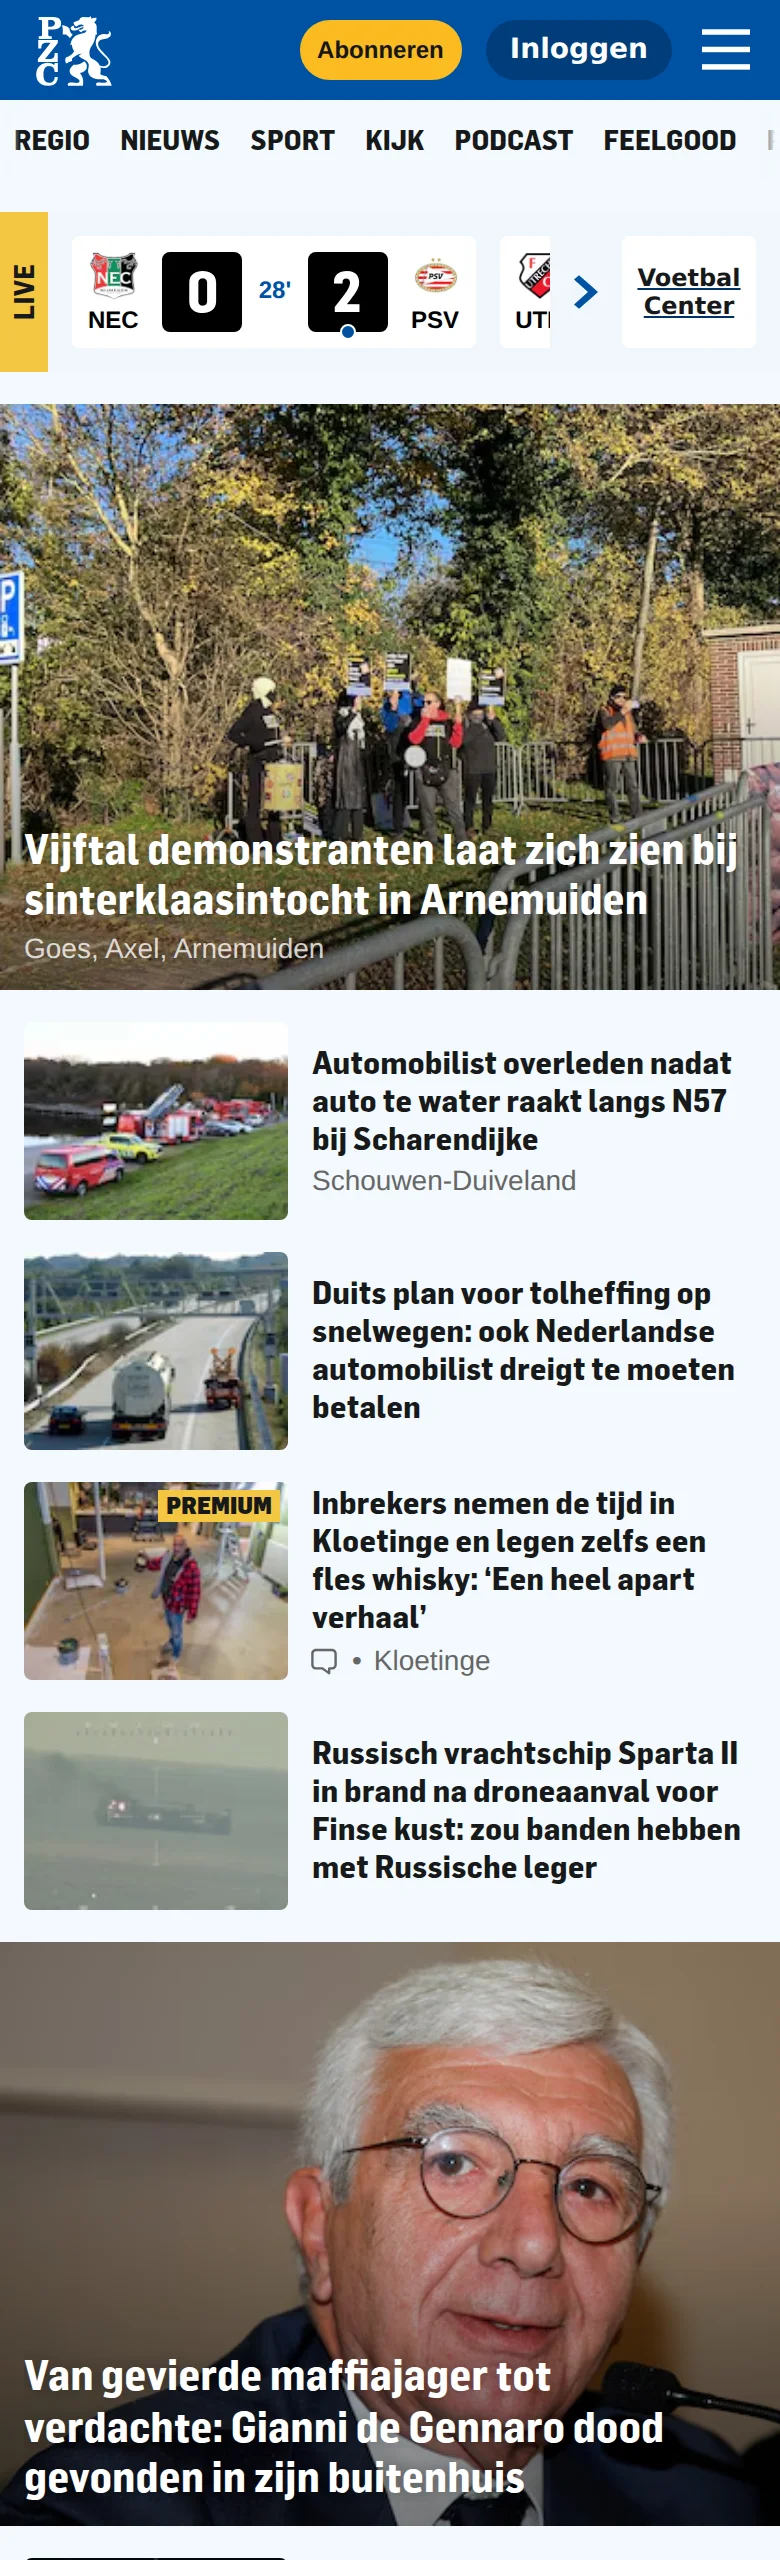 PZC
Abonneren
Inloggen
REGIO NIEUWS SPORT KIJK PODCAST FEELGOOD
LIVE
NEC
0
28'
2
PSV
NEC
PSV
UTRECHT
UTI
Voetbal
Center
P
Vijftal demonstranten laat zich zien bij
sinterklaasintocht in Arnemuiden
Goes, Axel, Arnemuiden
Automobilist overleden nadat
auto te water raakt langs N57
bij Scharendijke
Schouwen-Duiveland
Duits plan voor tolheffing op
snelwegen: ook Nederlandse
automobilist dreigt te moeten
betalen
PREMIUM
Inbrekers nemen de tijd in
Kloetinge en legen zelfs een
fles whisky: ‘Een heel apart
verhaal’
• Kloetinge
Russisch vrachtschip Sparta II
in brand na droneaanval voor
Finse kust: zou banden hebben
met Russische leger
Van gevierde maffiajager tot
verdachte: Gianni de Gennaro dood
gevonden in zijn buitenhuis